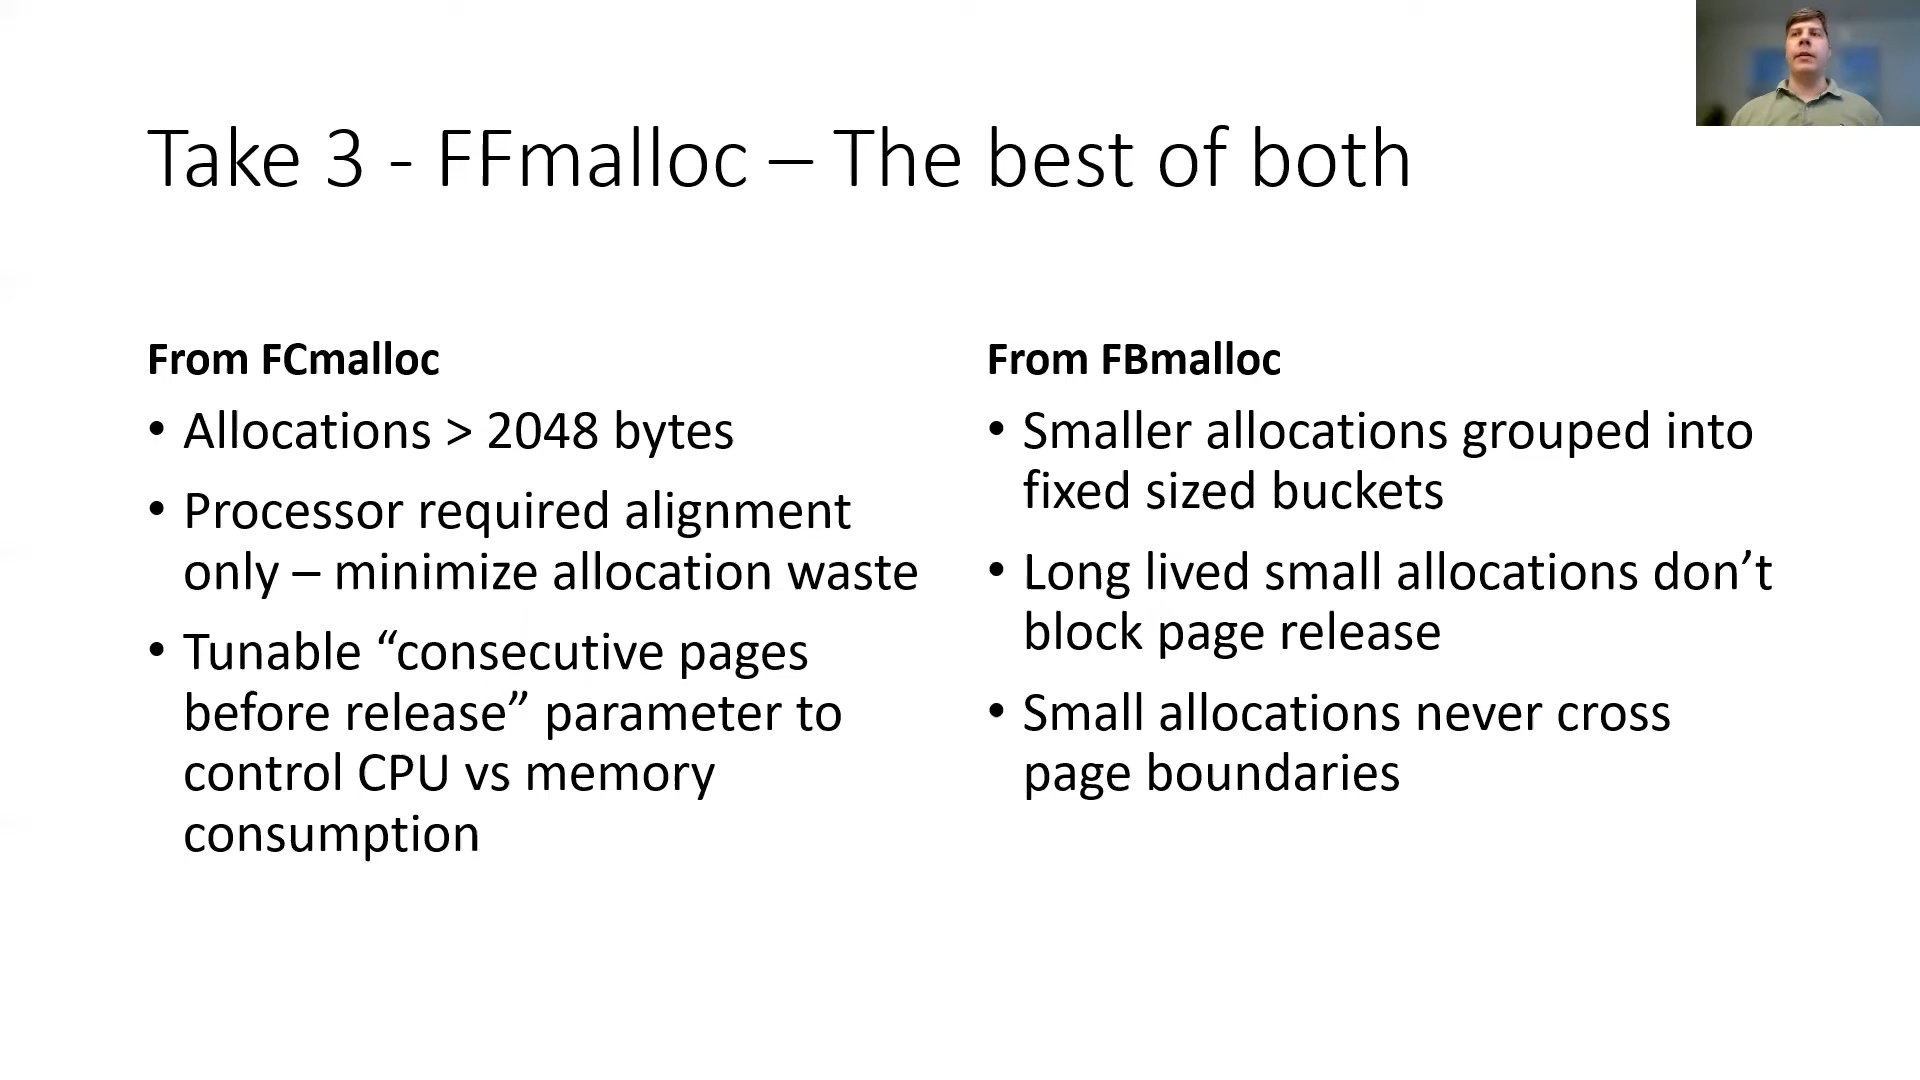 Take 3 - FFmalloc – The best of both
From FCmalloc
• Allocations > 2048 bytes
• Processor required alignment
only – minimize allocation waste
• Tunable “consecutive pages
before release” parameter to
control CPU vs memory
consumption
From FBmalloc
• Smaller allocations grouped into
fixed sized buckets
• Long lived small allocations don’t
block page release
• Small allocations never cross
page boundaries